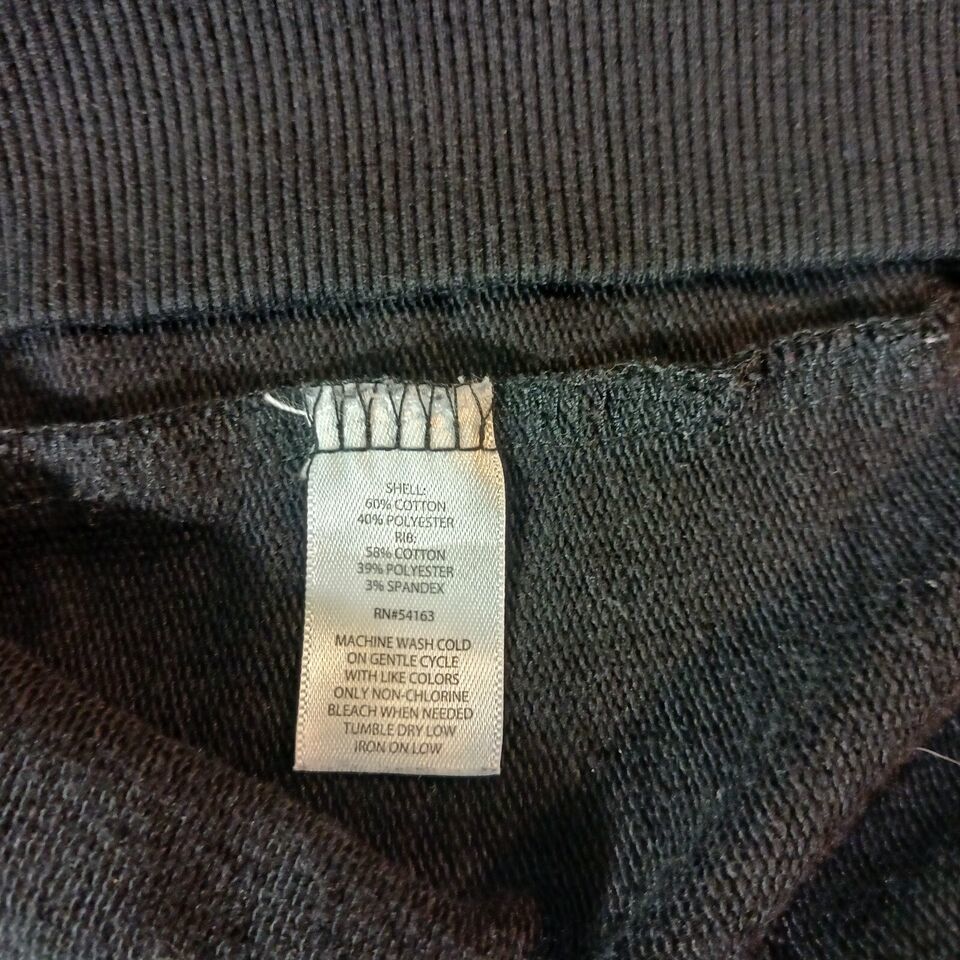 SHELL:
60% COTTON
40% POLYESTER
RIB:
58% COTTON
39% POLYESTER
3% SPANDEX
RN#54163
MACHINE WASH COLD
ON GENTLE CYCLE
WITH LIKE COLORS
ONLY NON-CHLORINE
BLEACH WHEN NEEDED
TUMBLE DRY LOW
IRON ON LOW